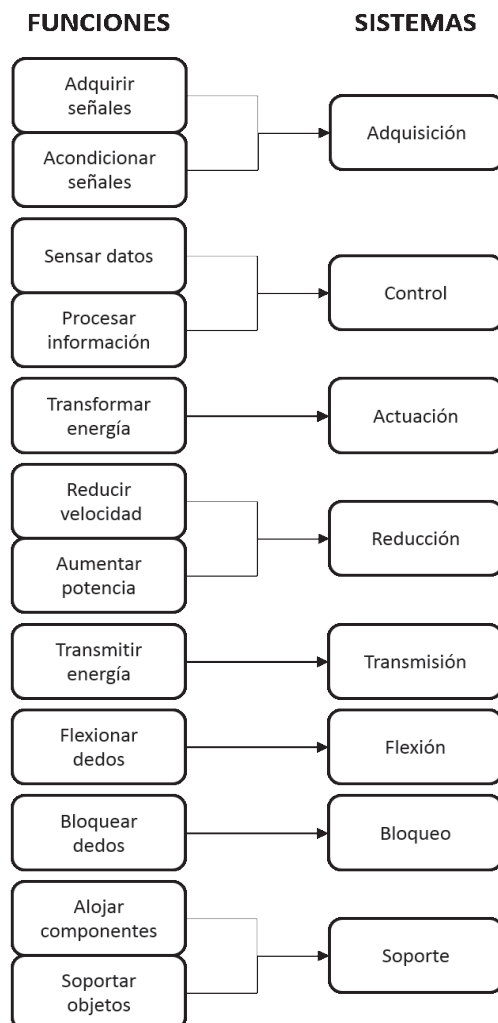 FUNCIONES
SISTEMAS
Adquirir
señales
Acondicionar
señales
Adquisición
Sensar datos
Procesar
información
Control
Transformar
energía
Actuación
Reducir
velocidad
Aumentar
potencia
Reducción
Transmitir
energía
Transmisión
Flexionar
dedos
Flexión
Bloquear
dedos
Bloqueo
Alojar
componentes
Soportar
objetos
Soporte